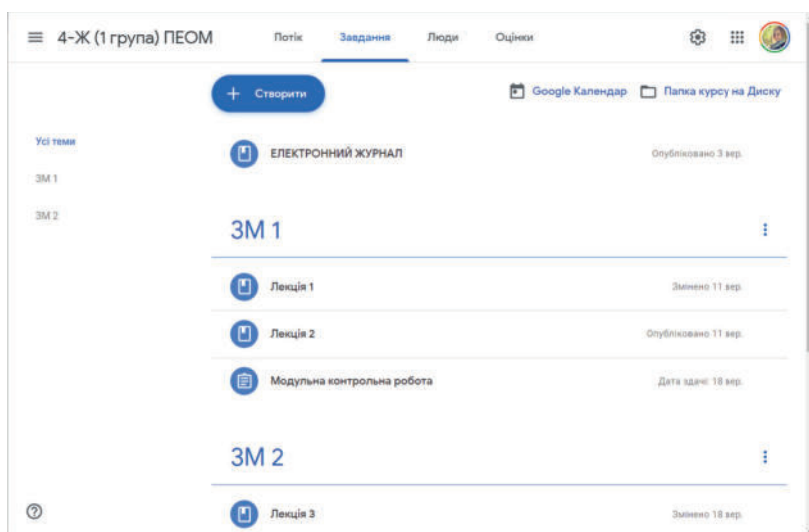 4-Ж (1 група) ПЕОМ
Потік Завдання Люди Оцінки
Створити
Google Календар Папка курсу на Диску
Усі теми
ЗМ 1
ЗМ 2
ЕЛЕКТРОННИЙ ЖУРНАЛ Опубліковано 3 вер.
ЗМ 1
Лекція 1 Змінено 11 вер.
Лекція 2 Опубліковано 11 вер.
Модульна контрольна робота Дата здачі: 18 вер.
ЗМ 2
Лекція 3 Змінено 18 вер.